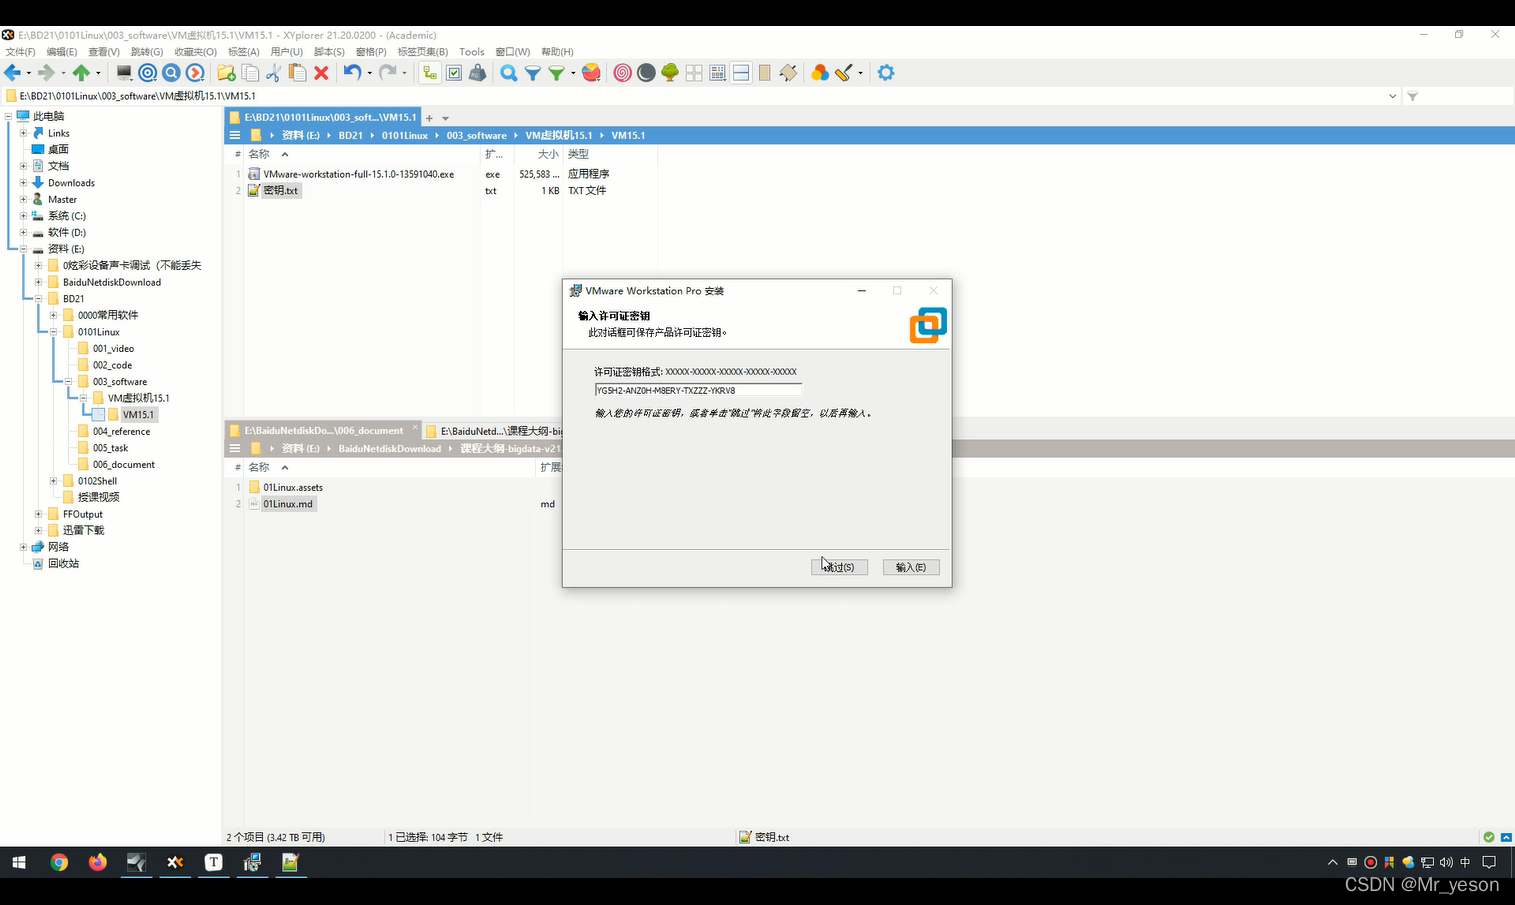 E:\BD21\0101Linux\003_software\VM虚拟机15.1\VM15.1 - XYplorer 21.20.0200 - (Academic)
文件(F) 编辑(E) 查看(V) 跳转(G) 收藏夹(O) 标签(A) 用户(U) 脚本(S) 窗格(P) 标签页集(B) Tools 窗口(W) 帮助(H)
E:\BD21\0101Linux\003_software\VM虚拟机15.1\VM15.1
此电脑
Links
桌面
文档
Downloads
Master
系统 (C:)
软件 (D:)
资料 (E:)
0炫彩设备声卡调试（不能丢失
BaiduNetdiskDownload
BD21
0000常用软件
0101Linux
001_video
002_code
003_software
VM虚拟机15.1
VM15.1
004_reference
005_task
006_document
0102Shell
授课视频
FFOutput
迅雷下载
网络
回收站
E:\BD21\0101Linux\003_soft...\VM15.1
资料 (E:) BD21 0101Linux 003_software VM虚拟机15.1 VM15.1
# 名称 扩... 大小 类型
1 VMware-workstation-full-15.1.0-13591040.exe exe 525,583 ... 应用程序
2 密钥.txt txt 1 KB TXT 文件
E:\BaiduNetdiskDo...\006_document E:\BaiduNetd...\课程大纲-big
资料 (E:) BaiduNetdiskDownload 课程大纲-bigdata-v21
# 名称 扩展
1 01Linux.assets
2 01Linux.md md
VMware Workstation Pro 安装
输入许可证密钥
此对话框可保存产品许可证密钥。
许可证密钥格式: XXXXX-XXXXX-XXXXX-XXXXX-XXXXX
YG5H2-ANZ0H-M8ERY-TXZZZ-YKRV8
输入您的许可证密钥，或者单击"跳过"将此字段留空，以后再输入。
跳过(S) 输入(E)
2 个项目 (3.42 TB 可用) 1 已选择: 104 字节 1 文件 密钥.txt
T
中
CSDN @Mr_yeson